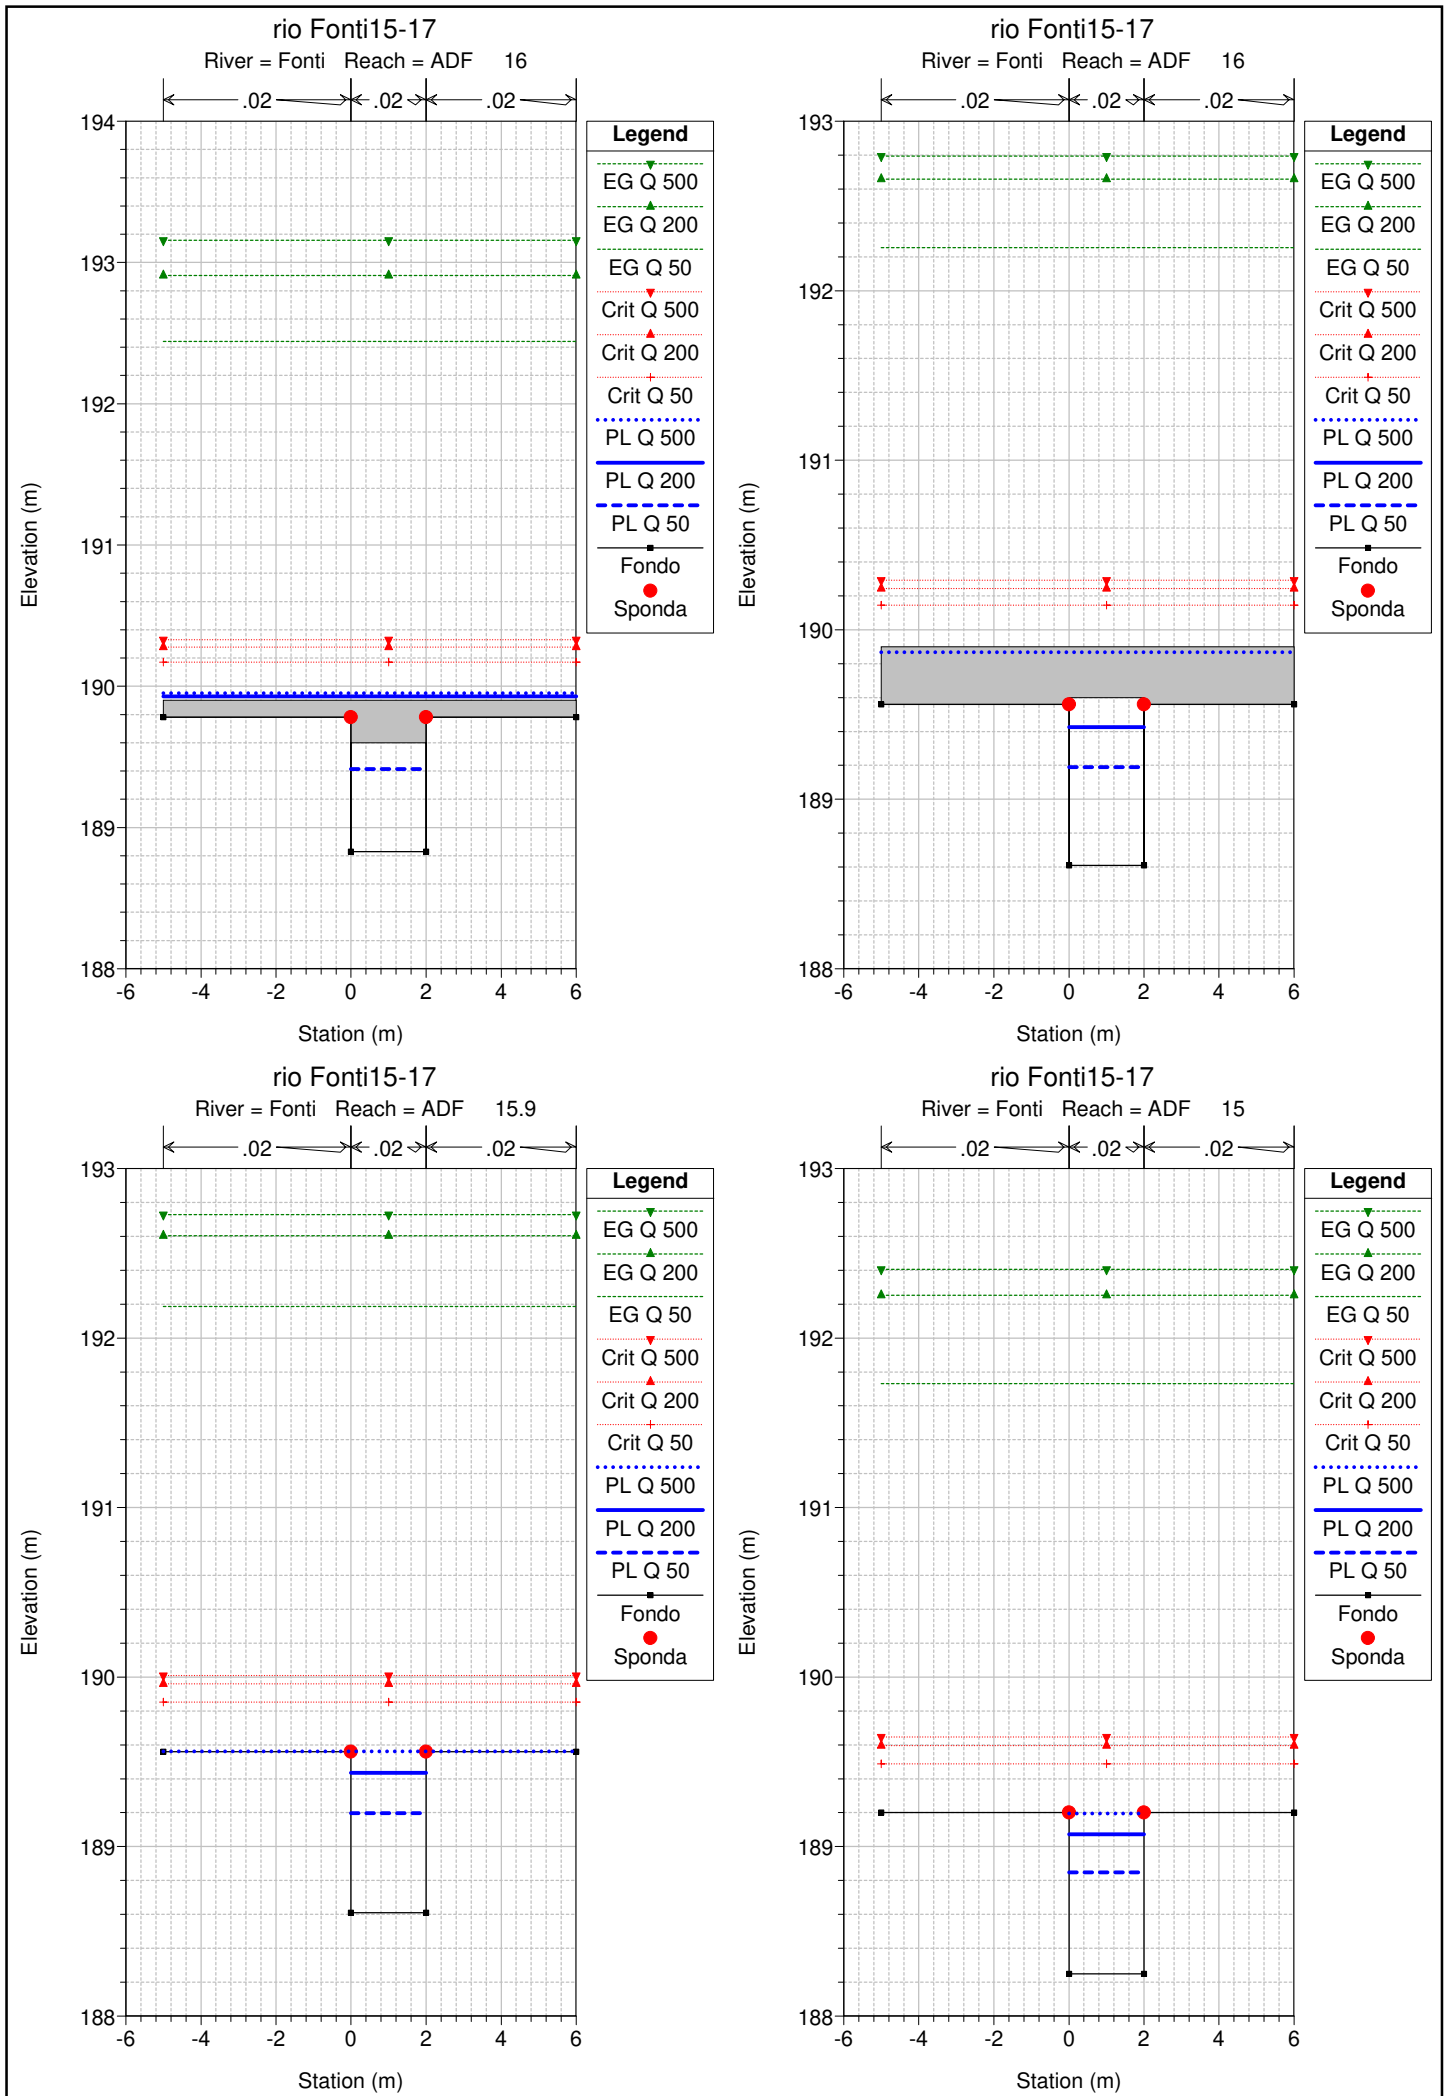 rio Fonti15-17
River = Fonti Reach = ADF 16
.02 .02 .02
194
193
192
191
190
189
188
-6 -4 -2 0 2 4 6
Station (m)
Elevation (m)
Legend
EG Q 500
EG Q 200
EG Q 50
Crit Q 500
Crit Q 200
Crit Q 50
PL Q 500
PL Q 200
PL Q 50
Fondo
Sponda
rio Fonti15-17
River = Fonti Reach = ADF 16
.02 .02 .02
193
192
191
190
189
188
-6 -4 -2 0 2 4 6
Station (m)
Elevation (m)
Legend
EG Q 500
EG Q 200
EG Q 50
Crit Q 500
Crit Q 200
Crit Q 50
PL Q 500
PL Q 200
PL Q 50
Fondo
Sponda
rio Fonti15-17
River = Fonti Reach = ADF 15.9
.02 .02 .02
193
192
191
190
189
188
-6 -4 -2 0 2 4 6
Station (m)
Elevation (m)
Legend
EG Q 500
EG Q 200
EG Q 50
Crit Q 500
Crit Q 200
Crit Q 50
PL Q 500
PL Q 200
PL Q 50
Fondo
Sponda
rio Fonti15-17
River = Fonti Reach = ADF 15
.02 .02 .02
193
192
191
190
189
188
-6 -4 -2 0 2 4 6
Station (m)
Elevation (m)
Legend
EG Q 500
EG Q 200
EG Q 50
Crit Q 500
Crit Q 200
Crit Q 50
PL Q 500
PL Q 200
PL Q 50
Fondo
Sponda